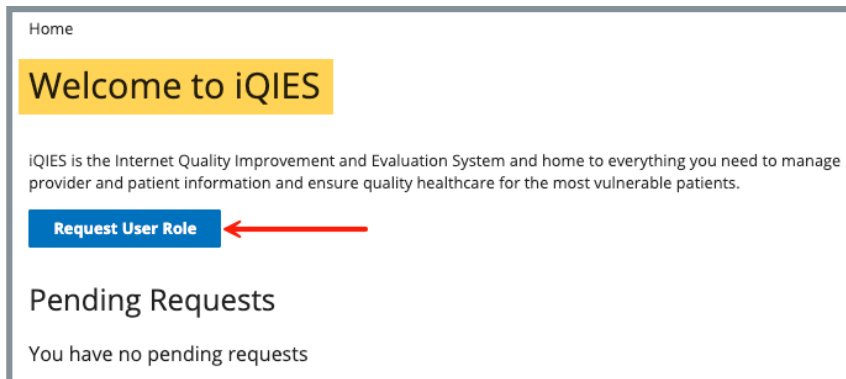 Home
Welcome to iQIES
iQIES is the Internet Quality Improvement and Evaluation System and home to everything you need to manage
provider and patient information and ensure quality healthcare for the most vulnerable patients.
Request User Role
Pending Requests
You have no pending requests